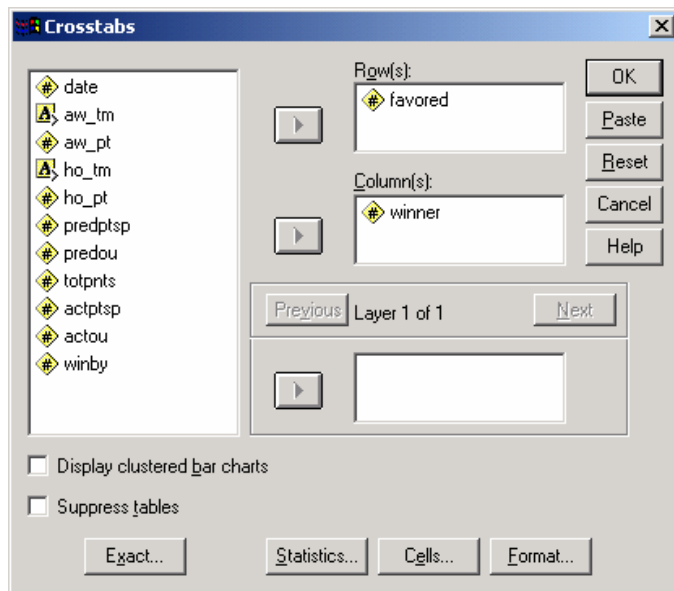 Crosstabs
date
aw_tm
aw_pt
ho_tm
ho_pt
predptsp
predou
totpnts
actptsp
actou
winby
Row(s):
favored
Column(s):
winner
Previous Layer 1 of 1 Next
OK
Paste
Reset
Cancel
Help
Display clustered bar charts
Suppress tables
Exact... Statistics... Cells... Format...